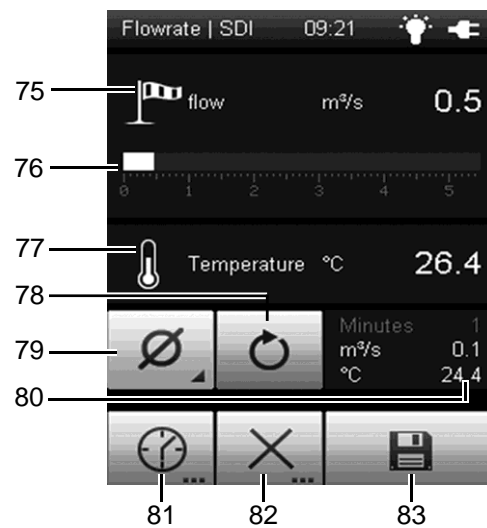 Flowrate | SDI 09:21
75
flow m³/s 0.5
76
0 1 2 3 4 5
77
Temperature °C 26.4
78
Minutes 1
79
m³/s 0.1
°C 24.4
80
81 82 83